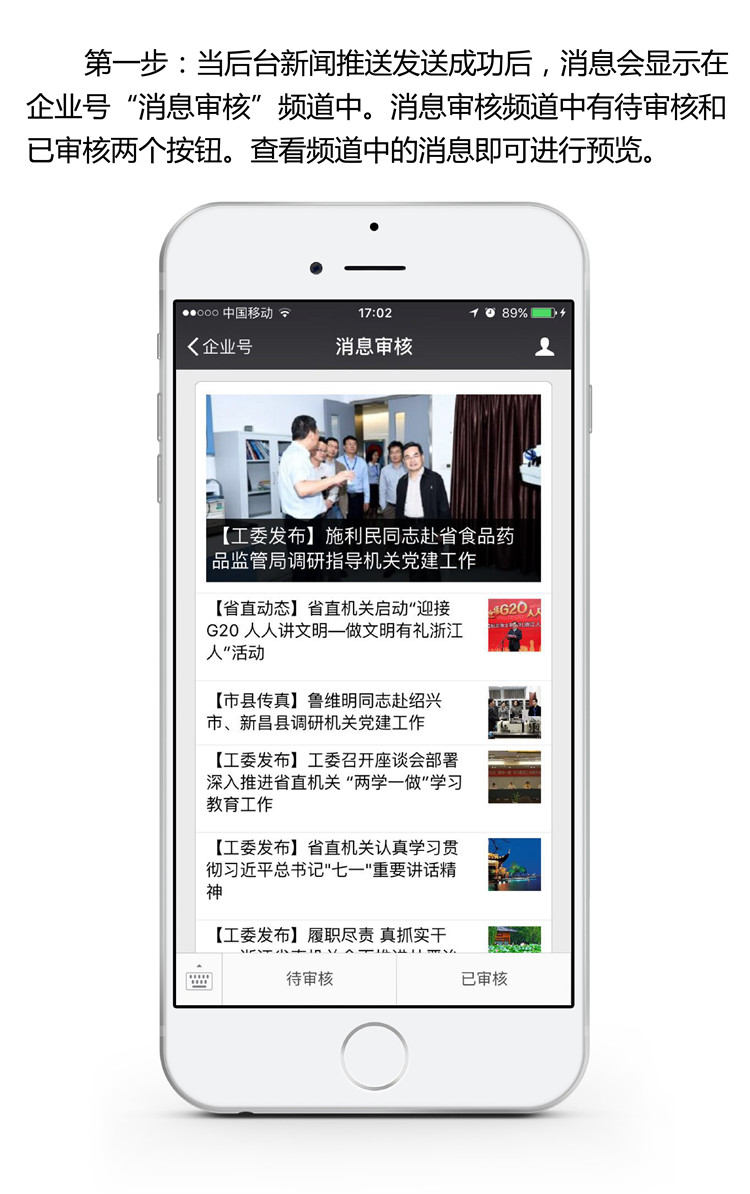 第一步：当后台新闻推送发送成功后，消息会显示在
企业号“消息审核”频道中。消息审核频道中有待审核和
已审核两个按钮。查看频道中的消息即可进行预览。
中国移动 17:02 89%
企业号 消息审核
【工委发布】施利民同志赴省食品药
品监管局调研指导机关党建工作
【省直动态】省直机关启动“迎接
G20 人人讲文明—做文明有礼浙江
人”活动
G20 人人
【市县传真】鲁维明同志赴绍兴
市、新昌县调研机关党建工作
【工委发布】工委召开座谈会部署
深入推进省直机关 “两学一做”学习
教育工作
【工委发布】省直机关认真学习贯
彻习近平总书记"七一"重要讲话精
神
【工委发布】履职尽责 真抓实干
待审核 已审核